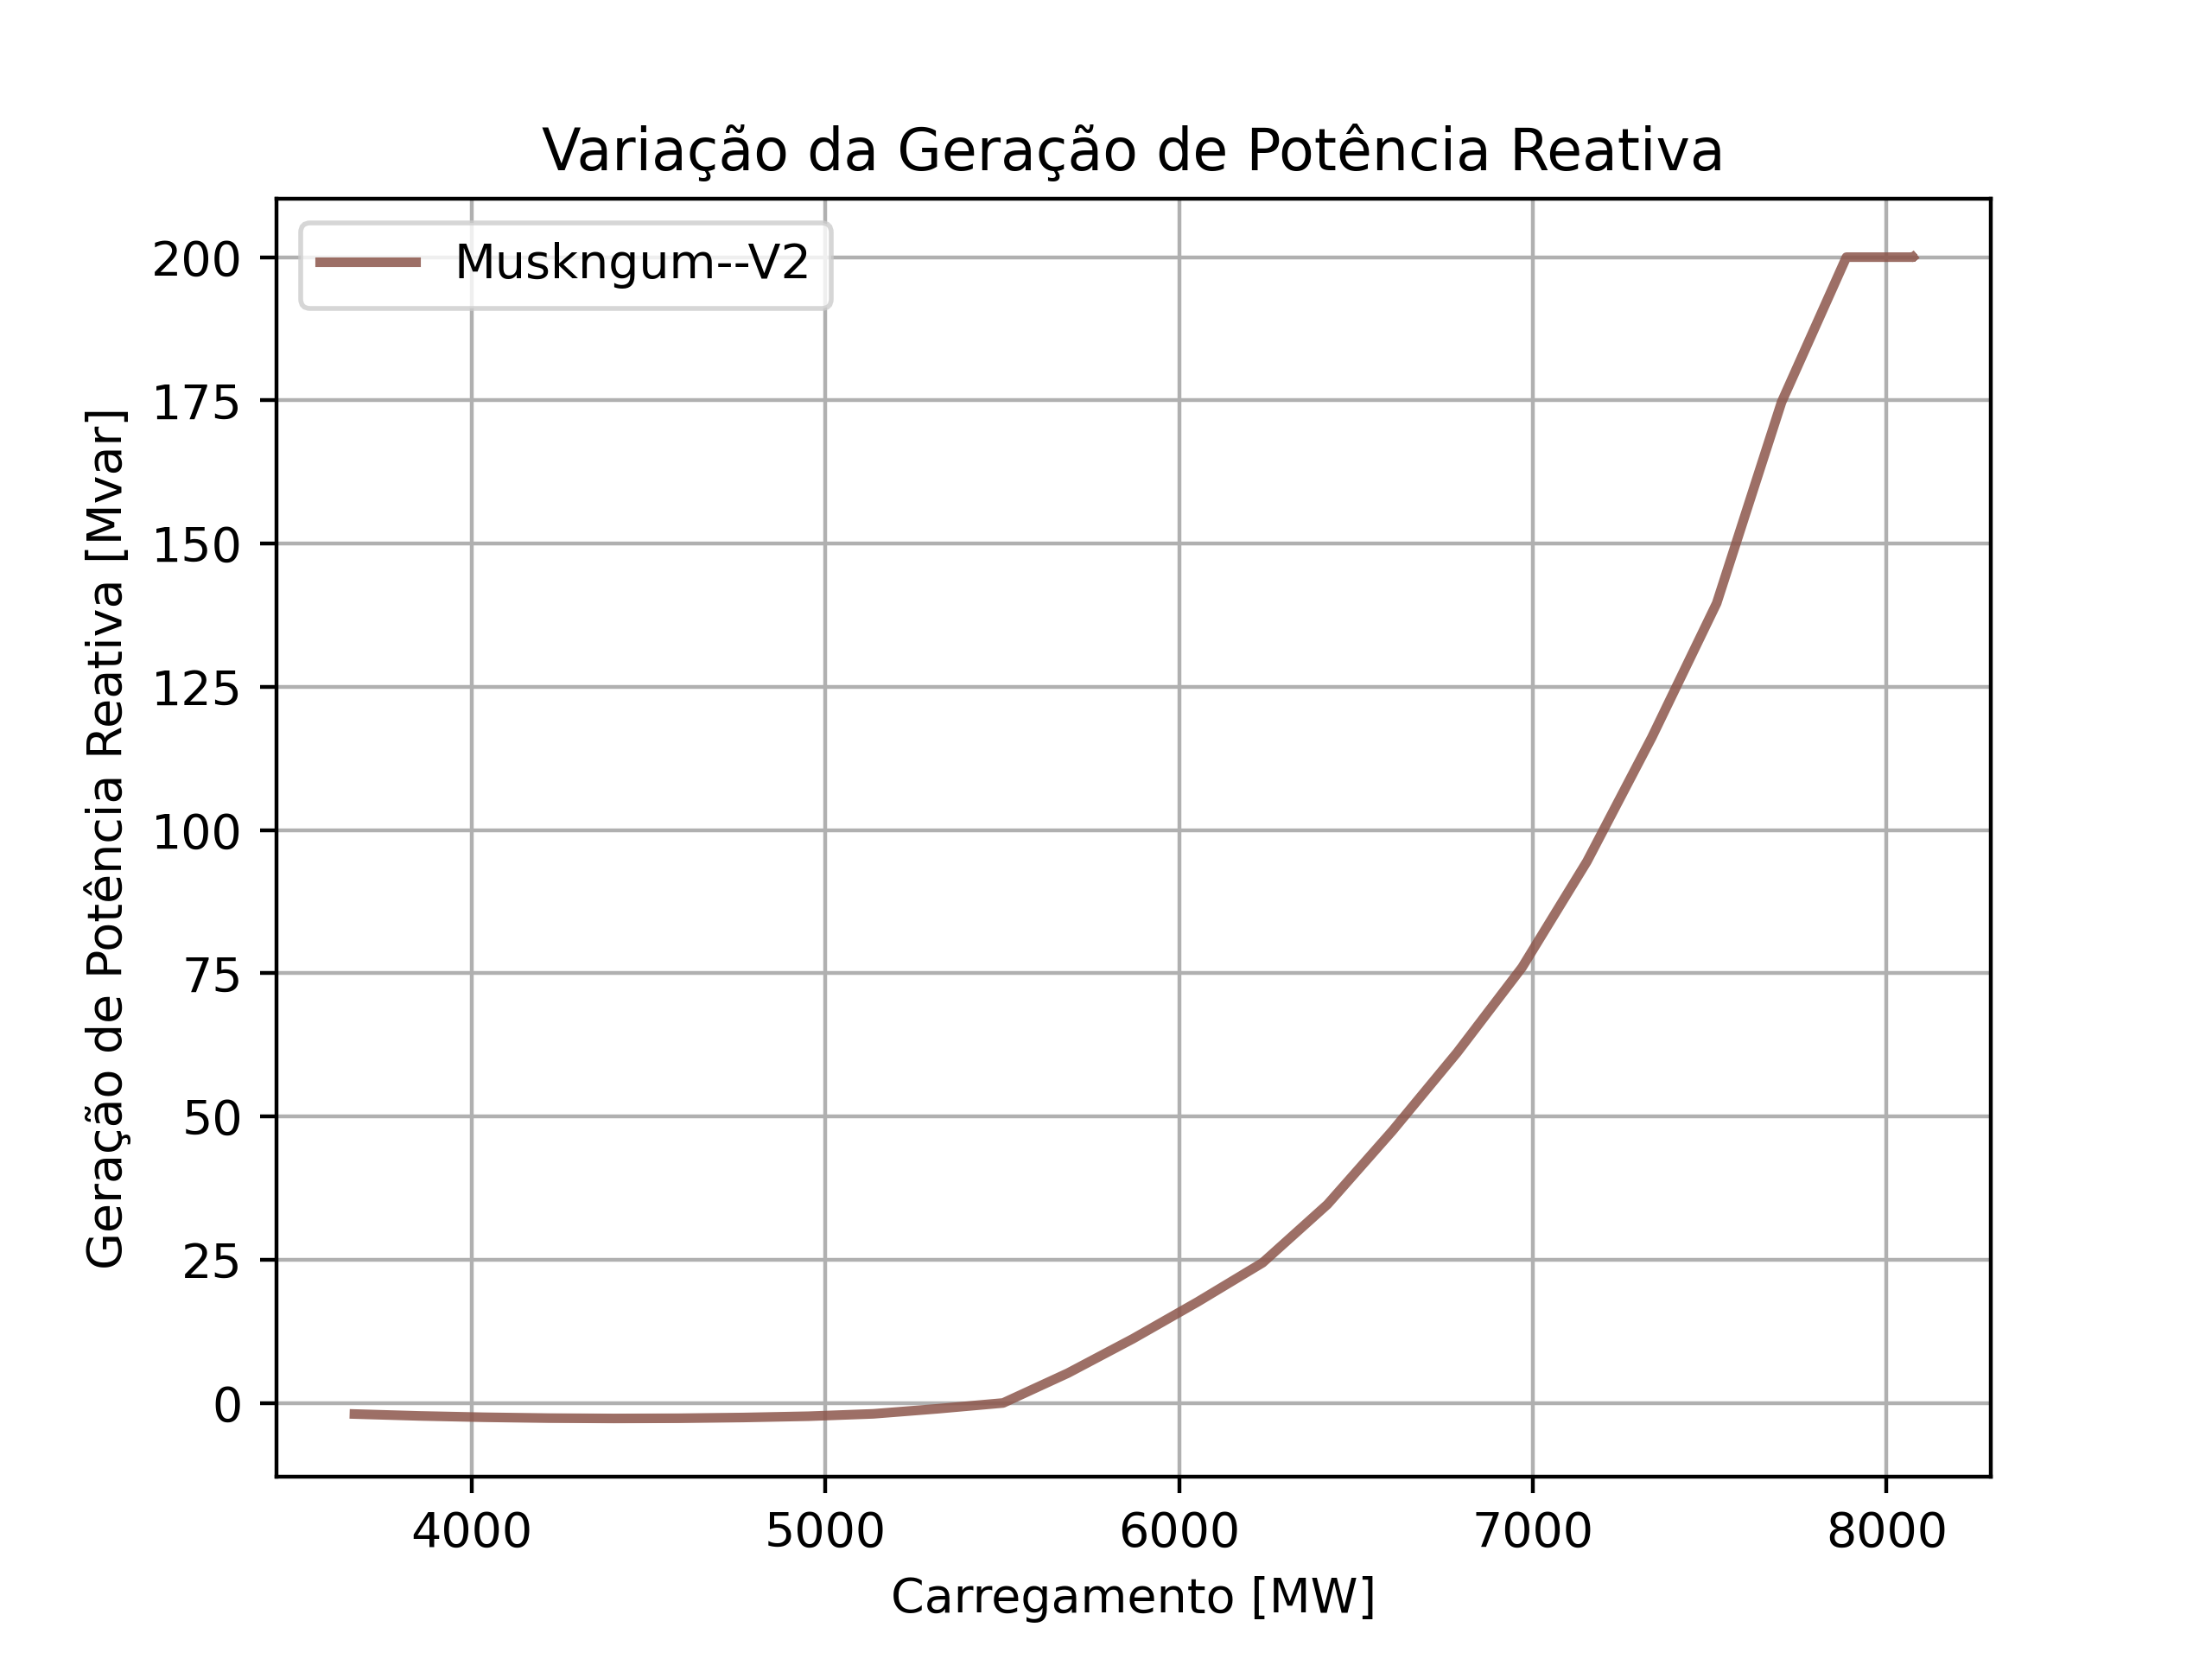 Variação da Geração de Potência Reativa
Muskngum--V2
Geração de Potência Reativa [Mvar]
200
175
150
125
100
75
50
25
0
4000 5000 6000 7000 8000
Carregamento [MW]